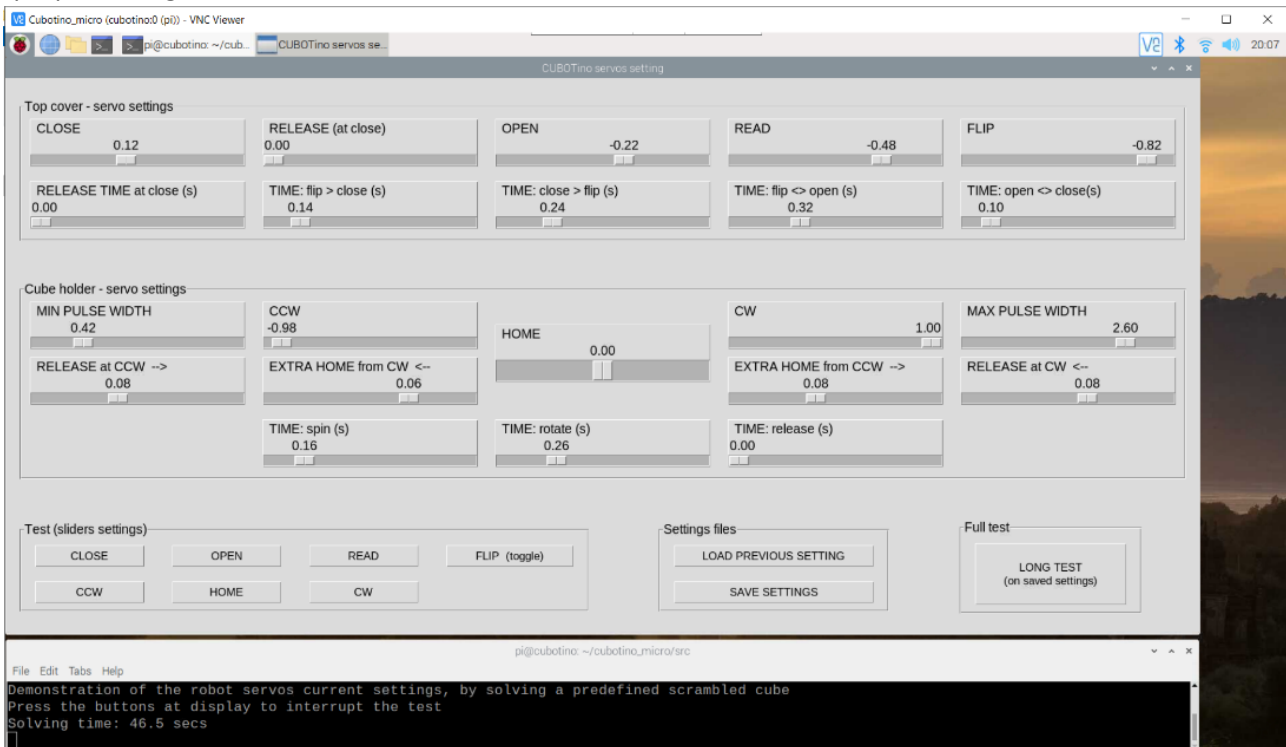 Cubotino_micro (cubotino:0 (pi)) - VNC Viewer
pi@cubotino: ~/cub... CUBOTino servos se... 20:07
CUBOTino servos setting
Top cover - servo settings
CLOSE RELEASE (at close) OPEN READ FLIP
0.12 0.00 -0.22 -0.48 -0.82
RELEASE TIME at close (s) TIME: flip > close (s) TIME: close > flip (s) TIME: flip <> open (s) TIME: open <> close(s)
0.00 0.14 0.24 0.32 0.10
Cube holder - servo settings
MIN PULSE WIDTH CCW HOME CW MAX PULSE WIDTH
0.42 -0.98 0.00 1.00 2.60
RELEASE at CCW --> EXTRA HOME from CW <-- EXTRA HOME from CCW --> RELEASE at CW <--
0.08 0.06 0.08 0.08
TIME: spin (s) TIME: rotate (s) TIME: release (s)
0.16 0.26 0.00
Test (sliders settings) Settings files Full test
CLOSE OPEN READ FLIP (toggle) LOAD PREVIOUS SETTING LONG TEST
(on saved settings)
CCW HOME CW SAVE SETTINGS
pi@cubotino: ~/cubotino_micro/src
File Edit Tabs Help
Demonstration of the robot servos current settings, by solving a predefined scrambled cube
Press the buttons at display to interrupt the test
Solving time: 46.5 secs